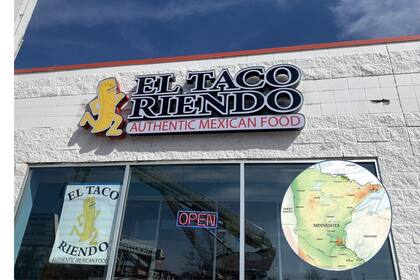 EL TACO
RIENDO
AUTHENTIC MEXICAN FOOD
EL TACO
RIENDO
AUTHENTIC MEXICAN FOOD
OPEN
MINNESOTA